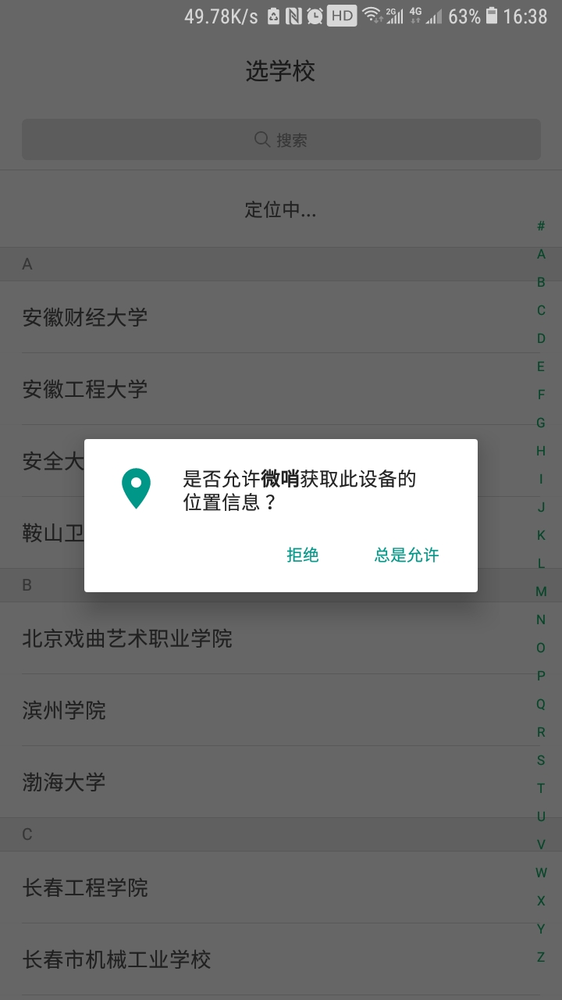 49.78K/s HD 2G 4G 63% 16:38
选学校
搜索
定位中...
#
A
A
B
C
安徽财经大学
D
E
安徽工程大学
F
G
安全大
H
I
是否允许微哨获取此设备的
位置信息？
J
鞍山卫
K
拒绝 总是允许
L
B
M
N
北京戏曲艺术职业学院
O
P
滨州学院
Q
R
S
渤海大学
T
U
C
V
W
长春工程学院
X
Y
长春市机械工业学校
Z